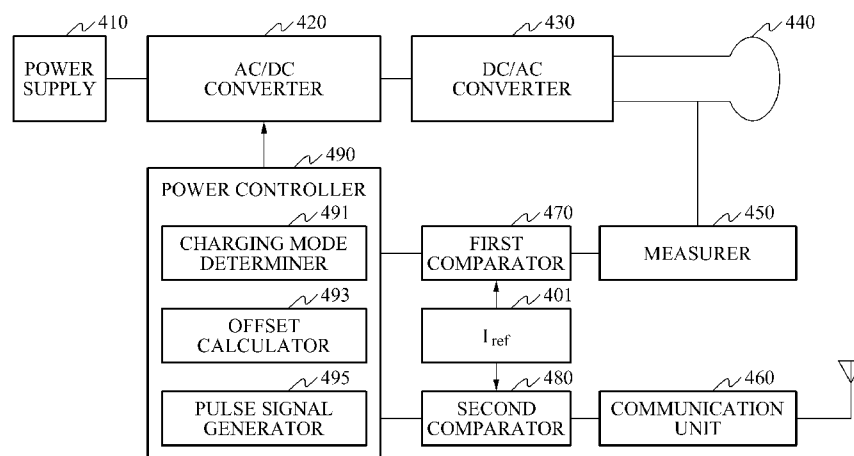 410
420
430
440
POWER
SUPPLY
AC/DC
CONVERTER
DC/AC
CONVERTER
490
POWER CONTROLLER
491
470
450
CHARGING MODE
DETERMINER
FIRST
COMPARATOR
MEASURER
493
401
OFFSET
CALCULATOR
Iref
495
480
460
PULSE SIGNAL
GENERATOR
SECOND
COMPARATOR
COMMUNICATION
UNIT